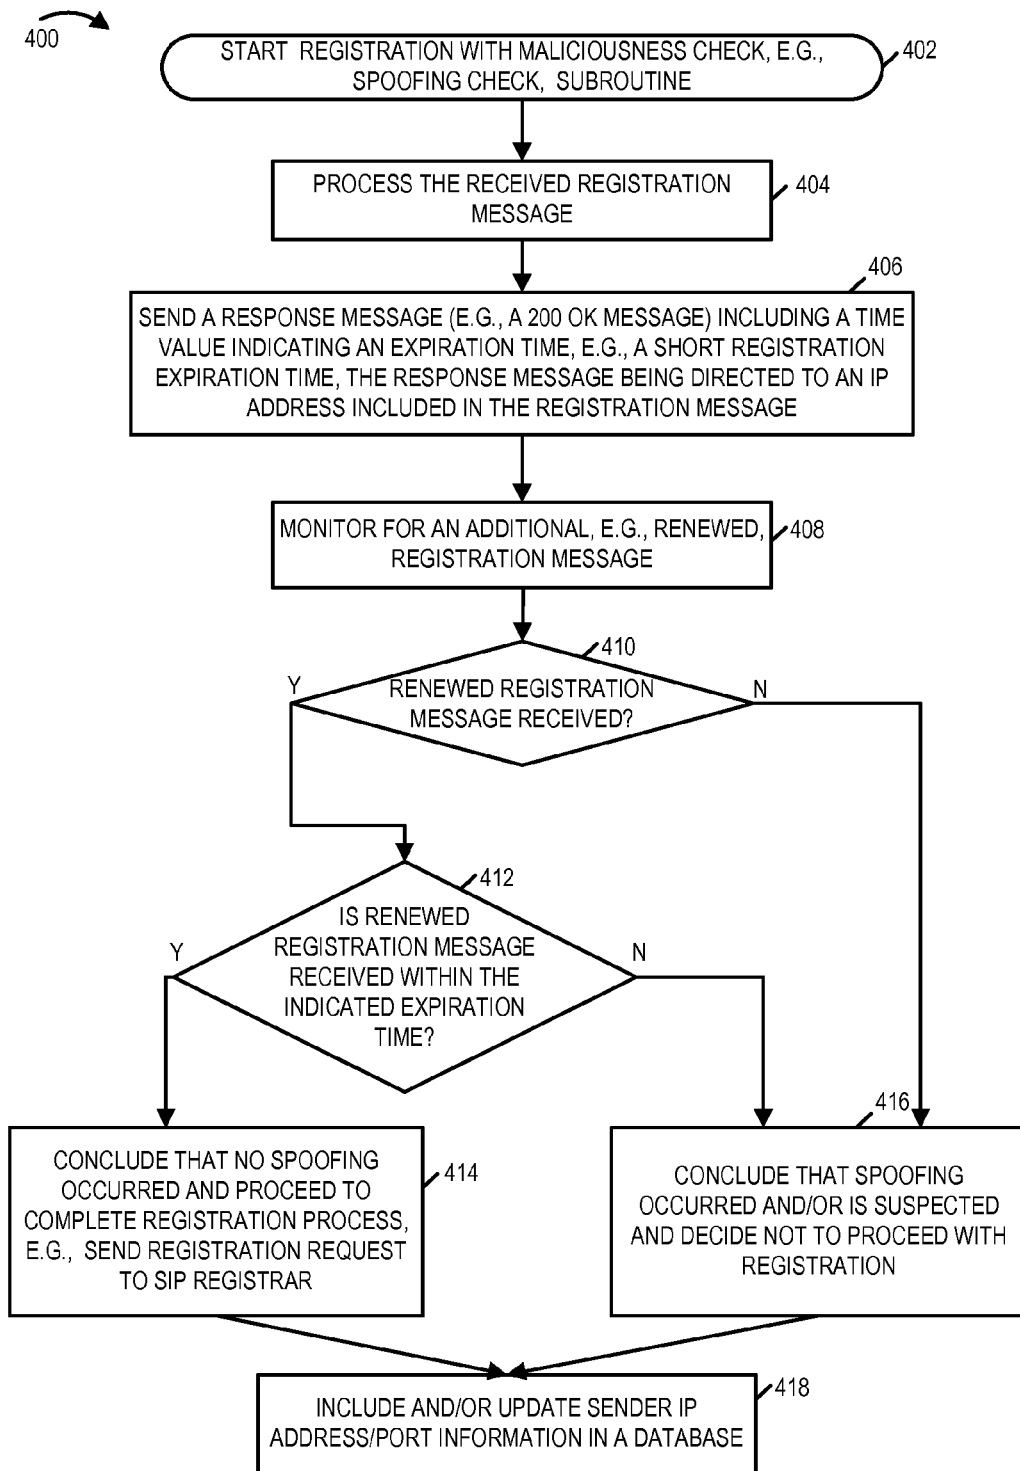 400
START REGISTRATION WITH MALICIOUSNESS CHECK, E.G.,
SPOOFING CHECK, SUBROUTINE
402
PROCESS THE RECEIVED REGISTRATION
MESSAGE
404
406
SEND A RESPONSE MESSAGE (E.G., A 200 OK MESSAGE) INCLUDING A TIME
VALUE INDICATING AN EXPIRATION TIME, E.G., A SHORT REGISTRATION
EXPIRATION TIME, THE RESPONSE MESSAGE BEING DIRECTED TO AN IP
ADDRESS INCLUDED IN THE REGISTRATION MESSAGE
MONITOR FOR AN ADDITIONAL, E.G., RENEWED,
REGISTRATION MESSAGE
408
410
Y
RENEWED REGISTRATION
MESSAGE RECEIVED?
N
412
Y
IS RENEWED
REGISTRATION MESSAGE
RECEIVED WITHIN THE
INDICATED EXPIRATION
TIME?
N
CONCLUDE THAT NO SPOOFING
OCCURRED AND PROCEED TO
COMPLETE REGISTRATION PROCESS,
E.G., SEND REGISTRATION REQUEST
TO SIP REGISTRAR
414
416
CONCLUDE THAT SPOOFING
OCCURRED AND/OR IS SUSPECTED
AND DECIDE NOT TO PROCEED WITH
REGISTRATION
418
INCLUDE AND/OR UPDATE SENDER IP
ADDRESS/PORT INFORMATION IN A DATABASE